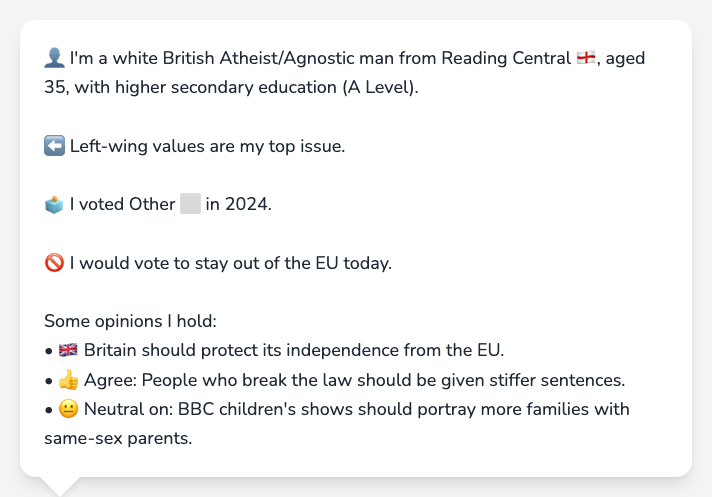 👤 I'm a white British Atheist/Agnostic man from Reading Central 🏴󠁧󠁢󠁥󠁮󠁧󠁿, aged
35, with higher secondary education (A Level).
⬅️ Left-wing values are my top issue.
🗳️ I voted Other ⬜ in 2024.
🚫 I would vote to stay out of the EU today.
Some opinions I hold:
• 🇬🇧 Britain should protect its independence from the EU.
• 👍 Agree: People who break the law should be given stiffer sentences.
• 😐 Neutral on: BBC children's shows should portray more families with
same-sex parents.